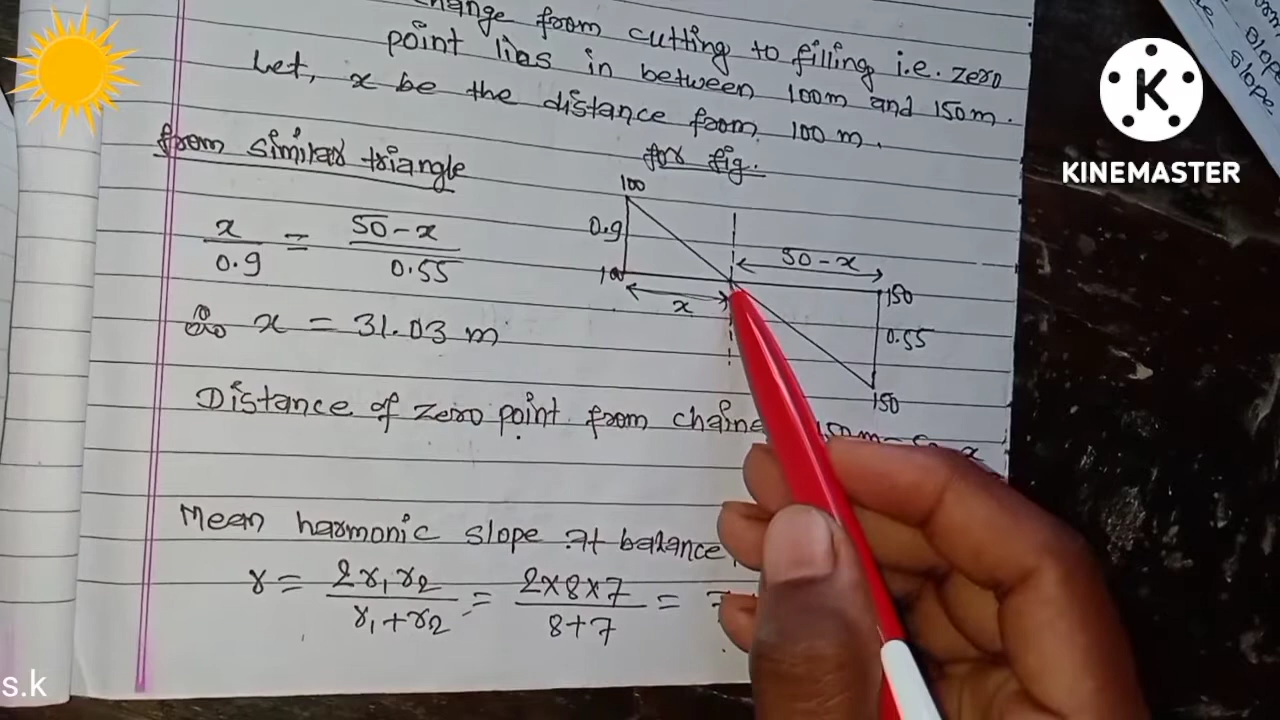 change from cutting to filling i.e. zero
point lies in between 100m and 150m.
Let, x be the distance from 100 m.
from similar triangle
for fig.
x/0.9 = 50-x/0.55
∴ x = 31.03 m
100
0.9
100
x
50-x
150
0.55
150
Distance of zero point from
Mean harmonic slope at balance
r = 2r₁r₂/r₁+r₂ = 2×8×7/8+7 =
K
KINEMASTER
slope
slope
s.k